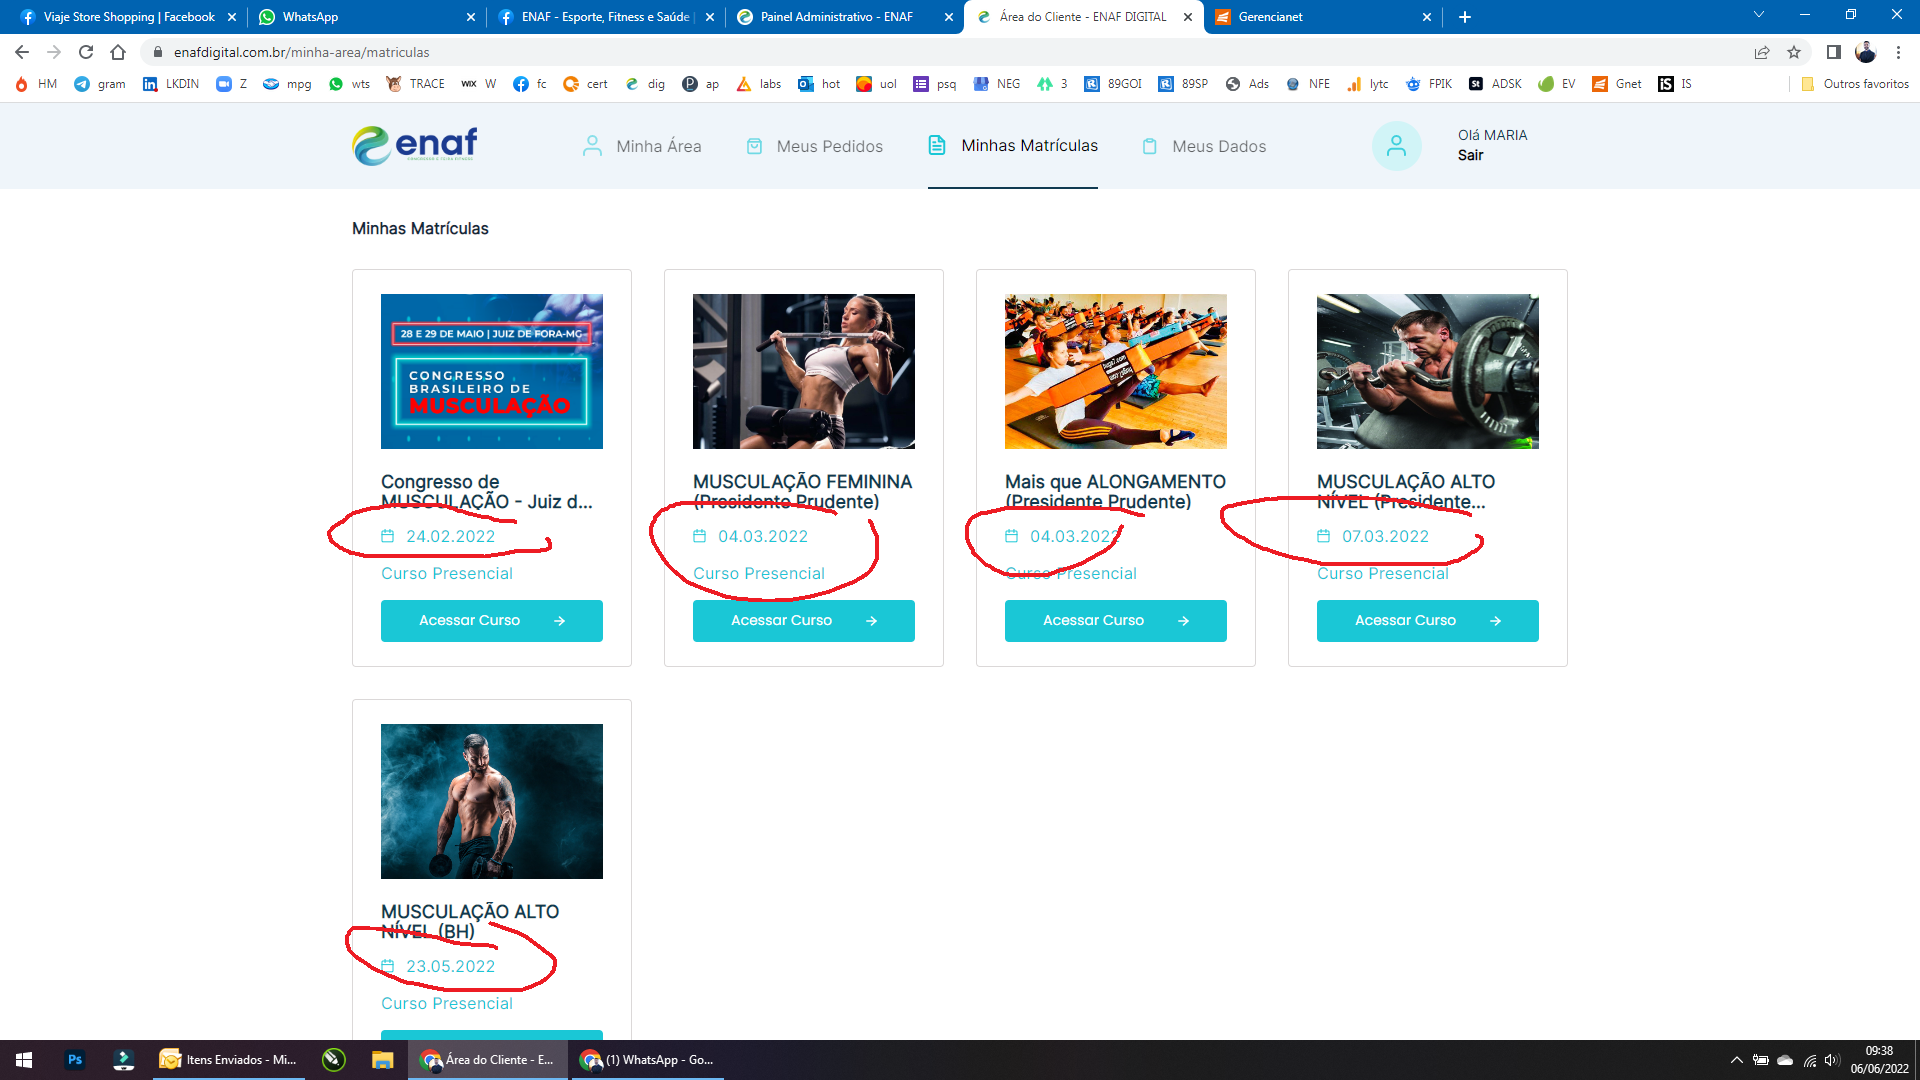 Viaje Store Shopping | Facebook
WhatsApp
ENAF - Esporte, Fitness e Saúde |
Painel Administrativo - ENAF
Área do Cliente - ENAF DIGITAL
Gerencianet
enafdigital.com.br/minha-area/matriculas
HM
gram
LKDIN
Z
mpg
wts
TRACE
WIX W
fc
cert
dig
P ap
labs
hot
uol
psq
NEG
3
89GOI
89SP
Ads
NFE
lytc
FPIK
St ADSK
EV
Gnet
iS IS
Outros favoritos
enaf
Minha Área
Meus Pedidos
Minhas Matrículas
Meus Dados
Olá MARIA
Sair
Minhas Matrículas
28 E 29 DE MAIO | JUIZ DE FORA-MG
CONGRESSO
BRASILEIRO DE
MUSCULAÇÃO
Congresso de
MUSCULAÇÃO - Juiz d...
24.02.2022
Curso Presencial
Acessar Curso
MUSCULAÇÃO FEMININA
(Presidente Prudente)
04.03.2022
Curso Presencial
Acessar Curso
Mais que ALONGAMENTO
(Presidente Prudente)
04.03.2022
Curso Presencial
Acessar Curso
MUSCULAÇÃO ALTO
NÍVEL (Presidente...
07.03.2022
Curso Presencial
Acessar Curso
MUSCULAÇÃO ALTO
NÍVEL (BH)
23.05.2022
Curso Presencial
Ps
Itens Enviados - Mi...
Área do Cliente - E...
(1) WhatsApp - Go...
09:38
06/06/2022